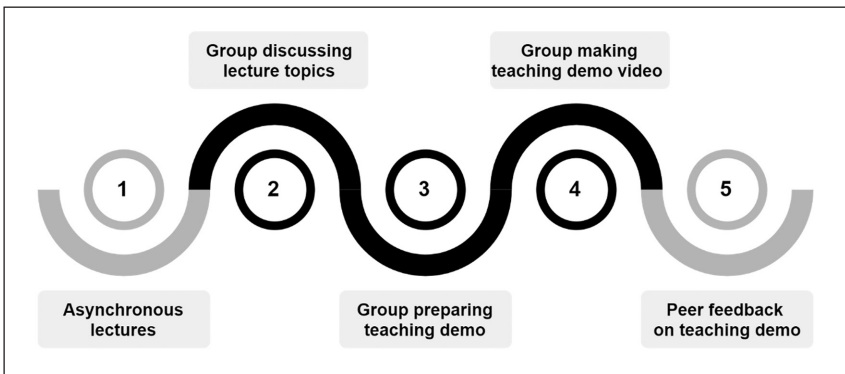 Group discussing
lecture topics
Group making
teaching demo video
1
2
3
4
5
Asynchronous
lectures
Group preparing
teaching demo
Peer feedback
on teaching demo